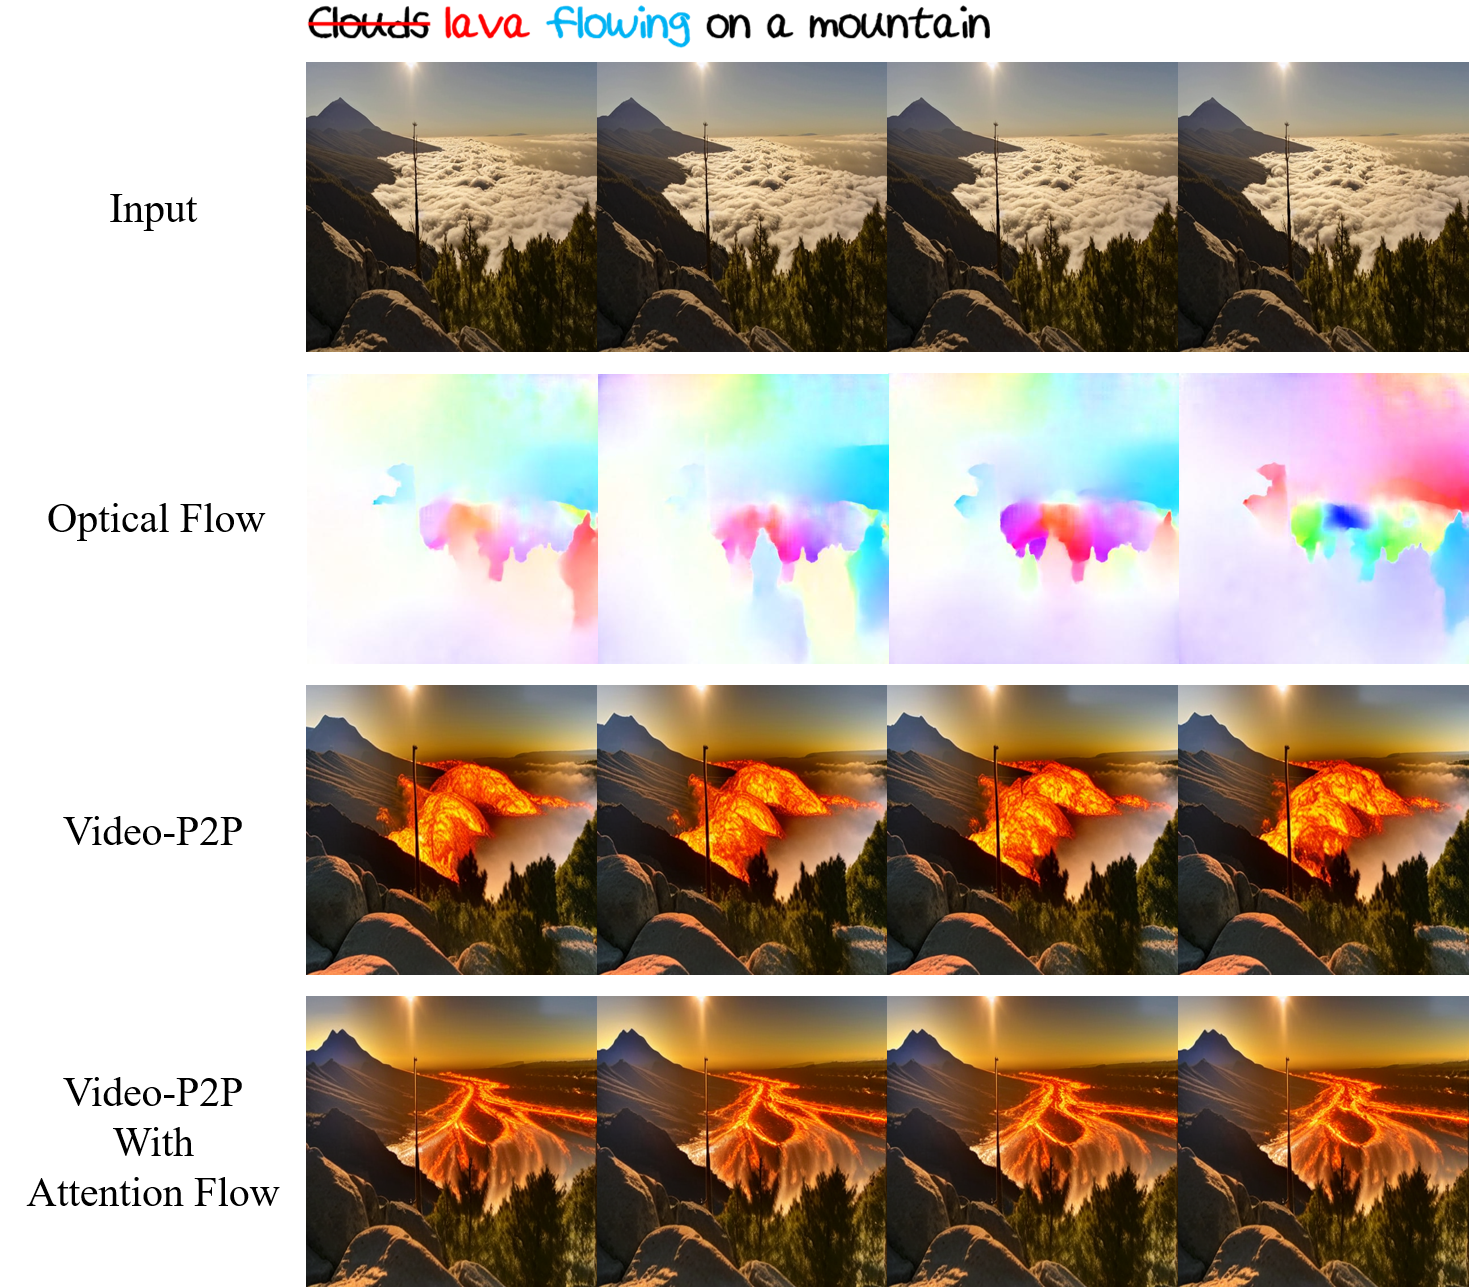 Clouds lava flowing on a mountain
Input
Optical Flow
Video-P2P
Video-P2P
With
Attention Flow